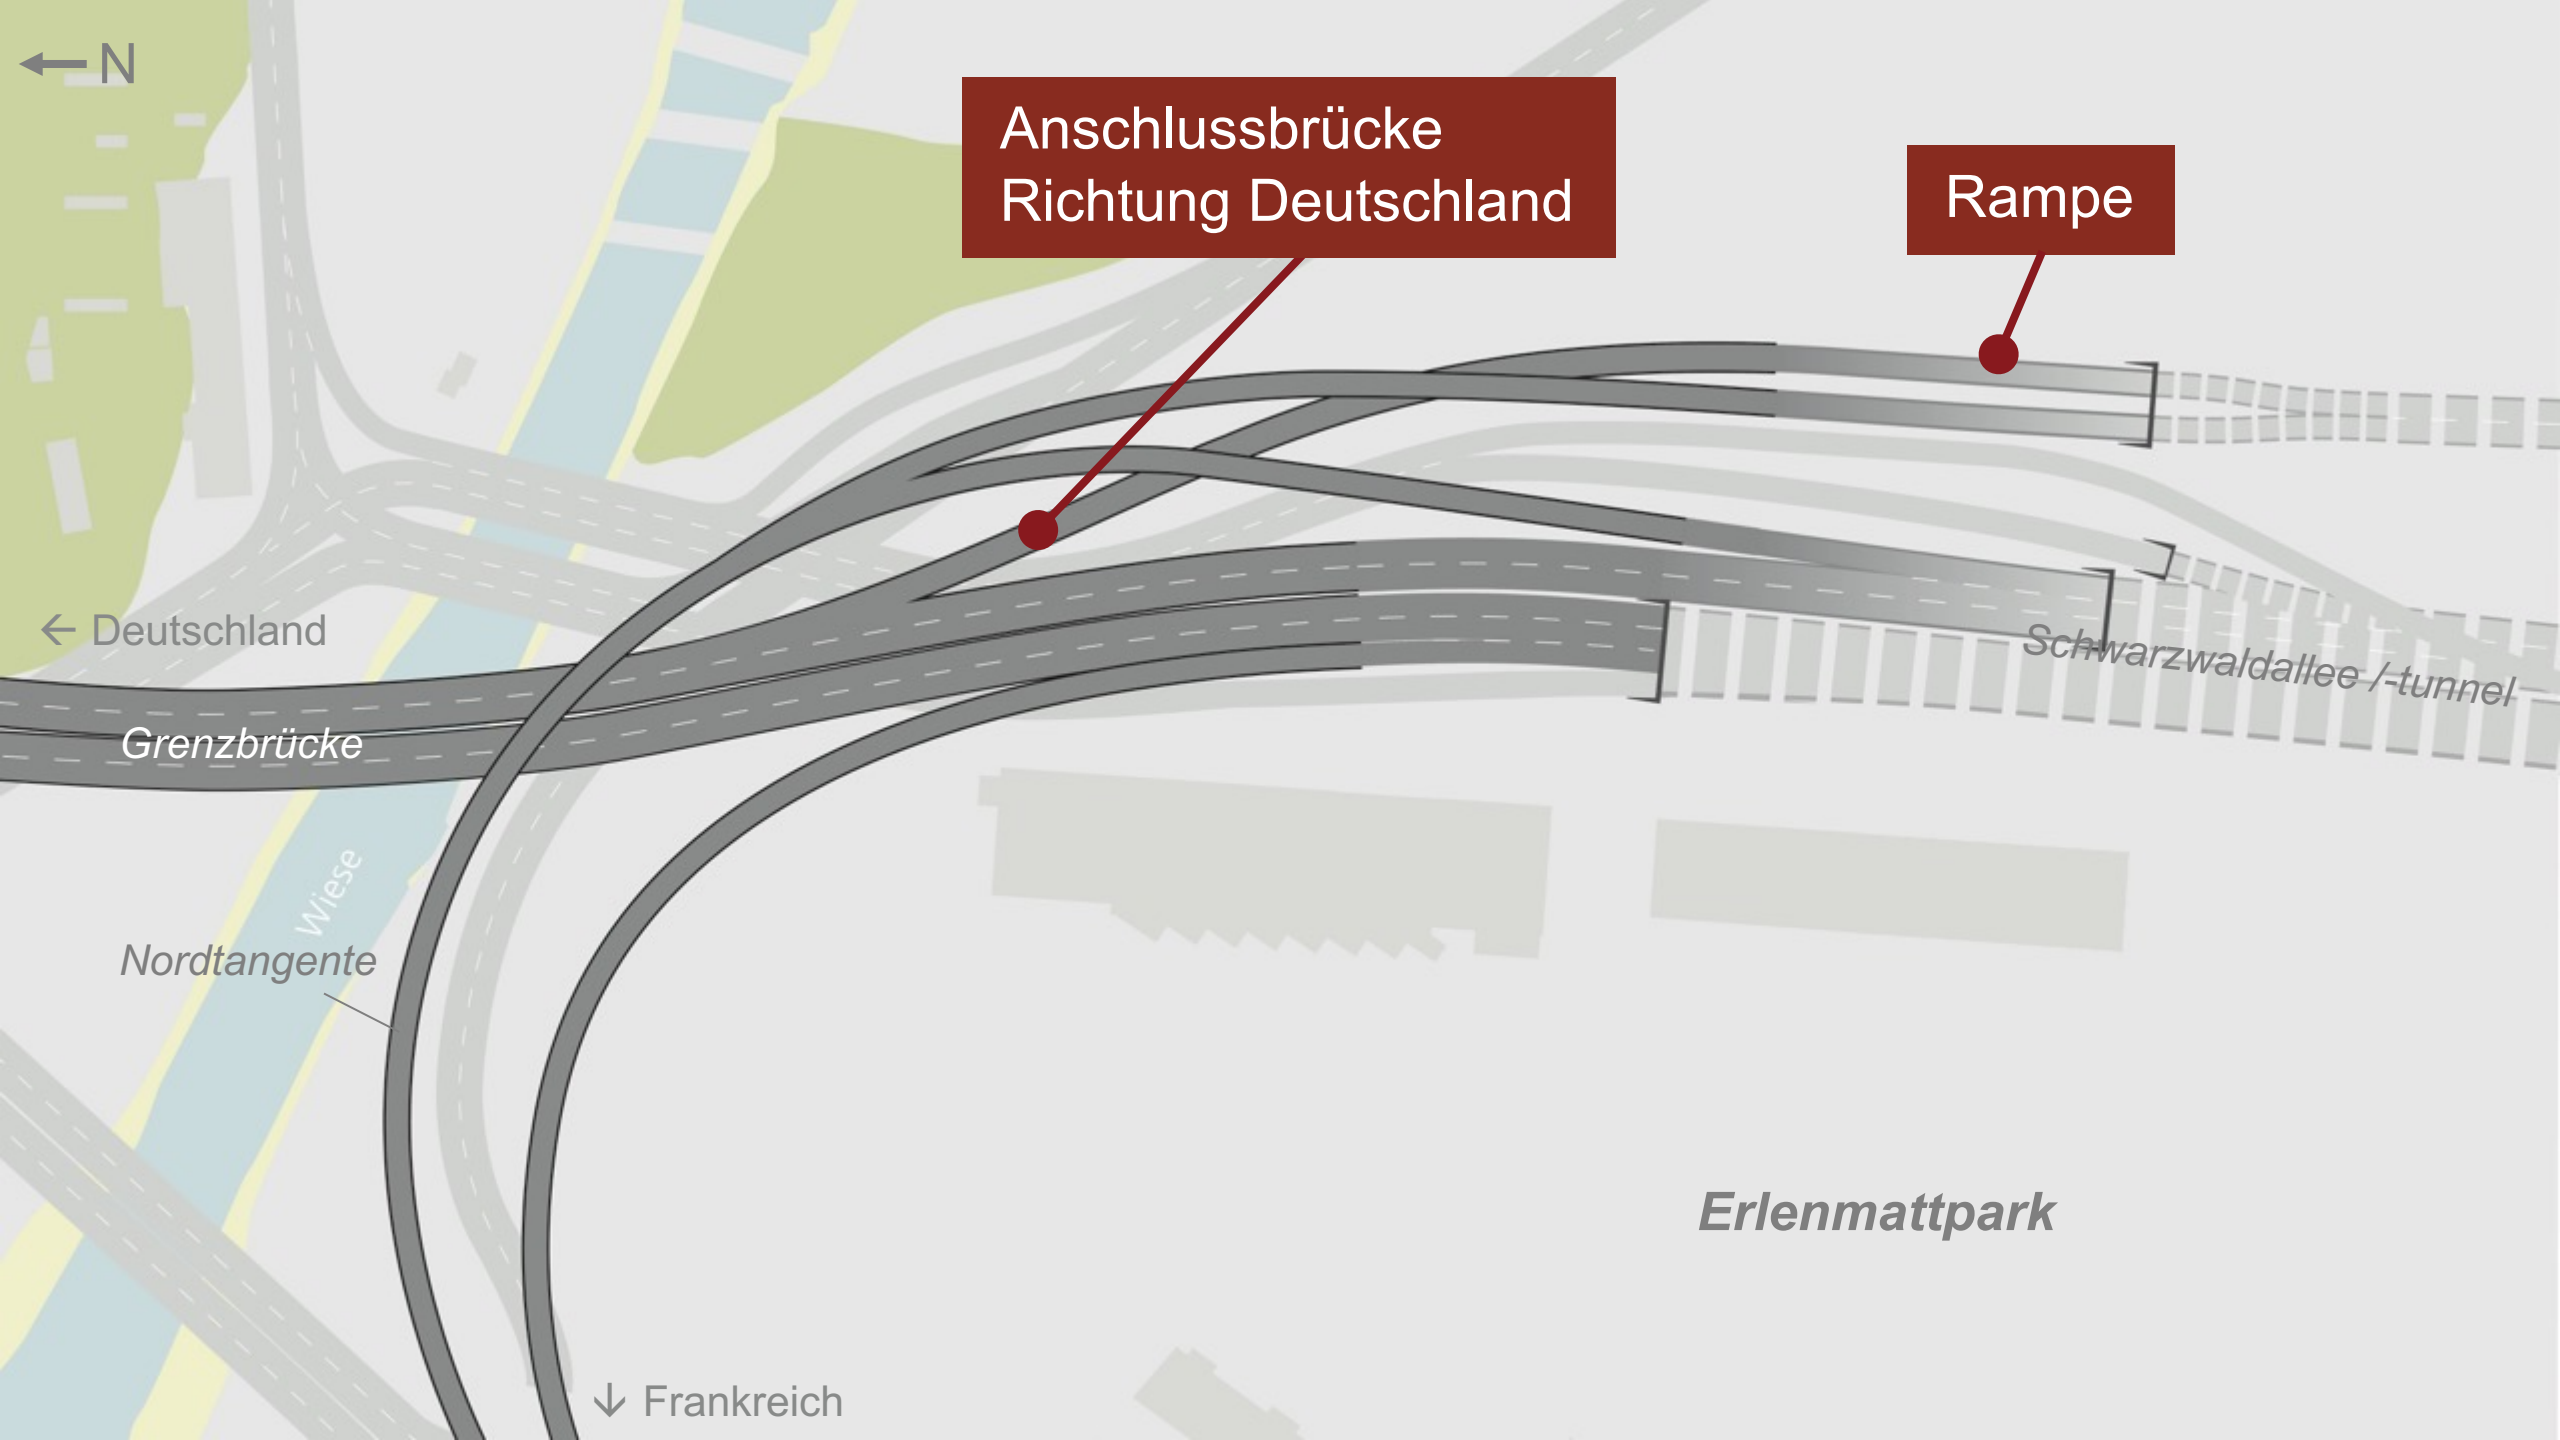 ← N
Anschlussbrücke
Richtung Deutschland
Rampe
← Deutschland
Schwarzwaldallee /-tunnel
Grenzbrücke
Wiese
Nordtangente
Erlenmattpark
↓ Frankreich